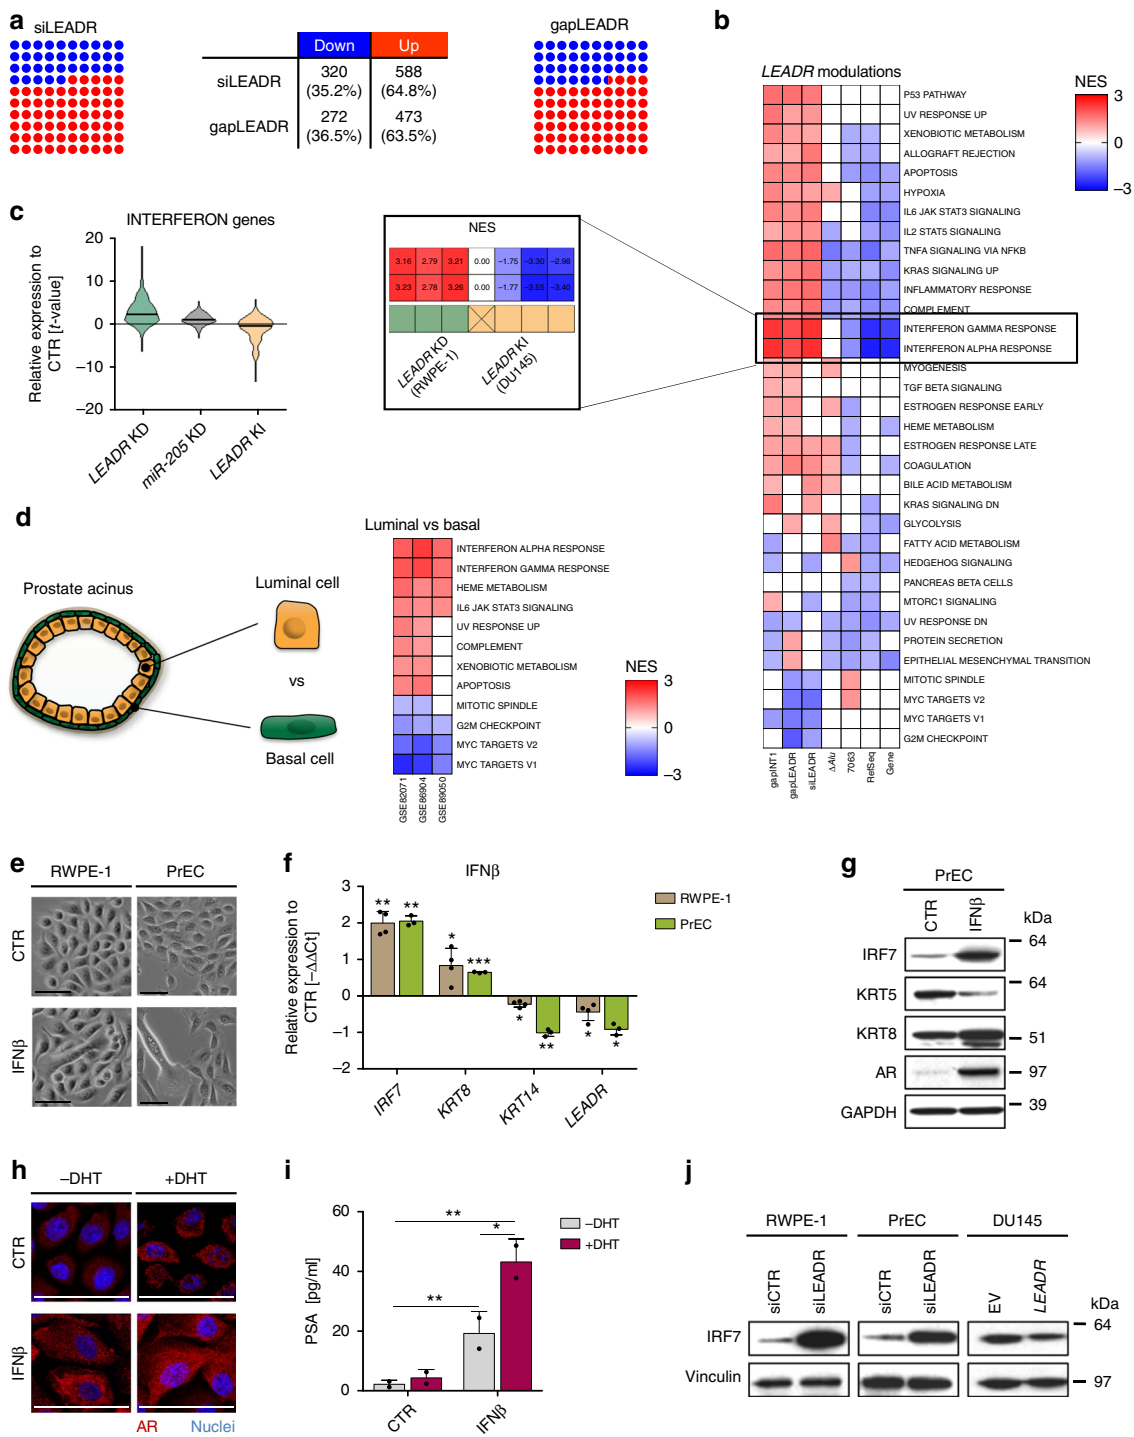 a
siLEADR
Down
Up
siLEADR
320
(35.2%)
588
(64.8%)
gapLEADR
272
(36.5%)
473
(63.5%)
gapLEADR
b
LEADR modulations
P53 PATHWAY
UV RESPONSE UP
XENOBIOTIC METABOLISM
ALLOGRAFT REJECTION
APOPTOSIS
HYPOXIA
IL6 JAK STAT3 SIGNALING
IL2 STAT5 SIGNALING
TNFA SIGNALING VIA NFKB
KRAS SIGNALING UP
INFLAMMATORY RESPONSE
COMPLEMENT
INTERFERON GAMMA RESPONSE
INTERFERON ALPHA RESPONSE
MYOGENESIS
TGF BETA SIGNALING
ESTROGEN RESPONSE EARLY
HEME METABOLISM
ESTROGEN RESPONSE LATE
COAGULATION
BILE ACID METABOLISM
KRAS SIGNALING DN
GLYCOLYSIS
FATTY ACID METABOLISM
HEDGEHOG SIGNALING
PANCREAS BETA CELLS
MTORC1 SIGNALING
UV RESPONSE DN
PROTEIN SECRETION
EPITHELIAL MESENCHYMAL TRANSITION
MITOTIC SPINDLE
MYC TARGETS V2
MYC TARGETS V1
G2M CHECKPOINT
gapINT1
gapLEADR
siLEADR
ΔAlu
7063
RefSeq
Gene
NES
3
0
–3
c
INTERFERON genes
Relative expression to
CTR [t-value]
20
10
0
–10
–20
LEADR KD
miR-205 KD
LEADR KI
NES
3.16 2.79 3.21 0.00 –1.75 –3.30 –2.98
3.23 2.78 3.26 0.00 –1.77 –3.55 –3.40
LEADR KD
(RWPE-1)
LEADR KI
(DU145)
d
Prostate acinus
Luminal cell
vs
Basal cell
Luminal vs basal
INTERFERON ALPHA RESPONSE
INTERFERON GAMMA RESPONSE
HEME METABOLISM
IL6 JAK STAT3 SIGNALING
UV RESPONSE UP
COMPLEMENT
XENOBIOTIC METABOLISM
APOPTOSIS
MITOTIC SPINDLE
G2M CHECKPOINT
MYC TARGETS V2
MYC TARGETS V1
GSE82071
GSE86904
GSE89050
NES
3
0
–3
e
RWPE-1
PrEC
CTR
IFNβ
f
IFNβ
Relative expression to
CTR [–ΔΔCt]
3
2
1
0
–1
–2
** ** * *** * ** * *
IRF7
KRT8
KRT14
LEADR
RWPE-1
PrEC
g
PrEC
CTR
IFNβ
kDa
IRF7
64
KRT5
64
KRT8
51
AR
97
GAPDH
39
h
–DHT
+DHT
CTR
IFNβ
AR
Nuclei
i
PSA [pg/ml]
60
40
20
0
**
*
**
CTR
IFNβ
–DHT
+DHT
j
RWPE-1
PrEC
DU145
siCTR
siLEADR
siCTR
siLEADR
EV
LEADR
kDa
IRF7
64
Vinculin
97